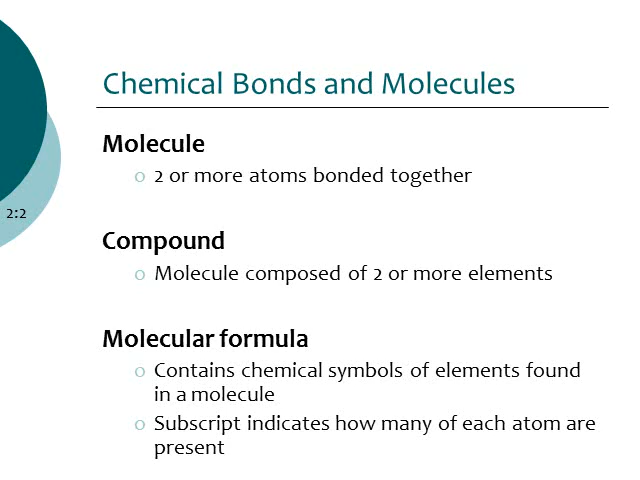 Chemical Bonds and Molecules
Molecule
o 2 or more atoms bonded together
2:2
Compound
o Molecule composed of 2 or more elements
Molecular formula
o Contains chemical symbols of elements found
in a molecule
o Subscript indicates how many of each atom are
present